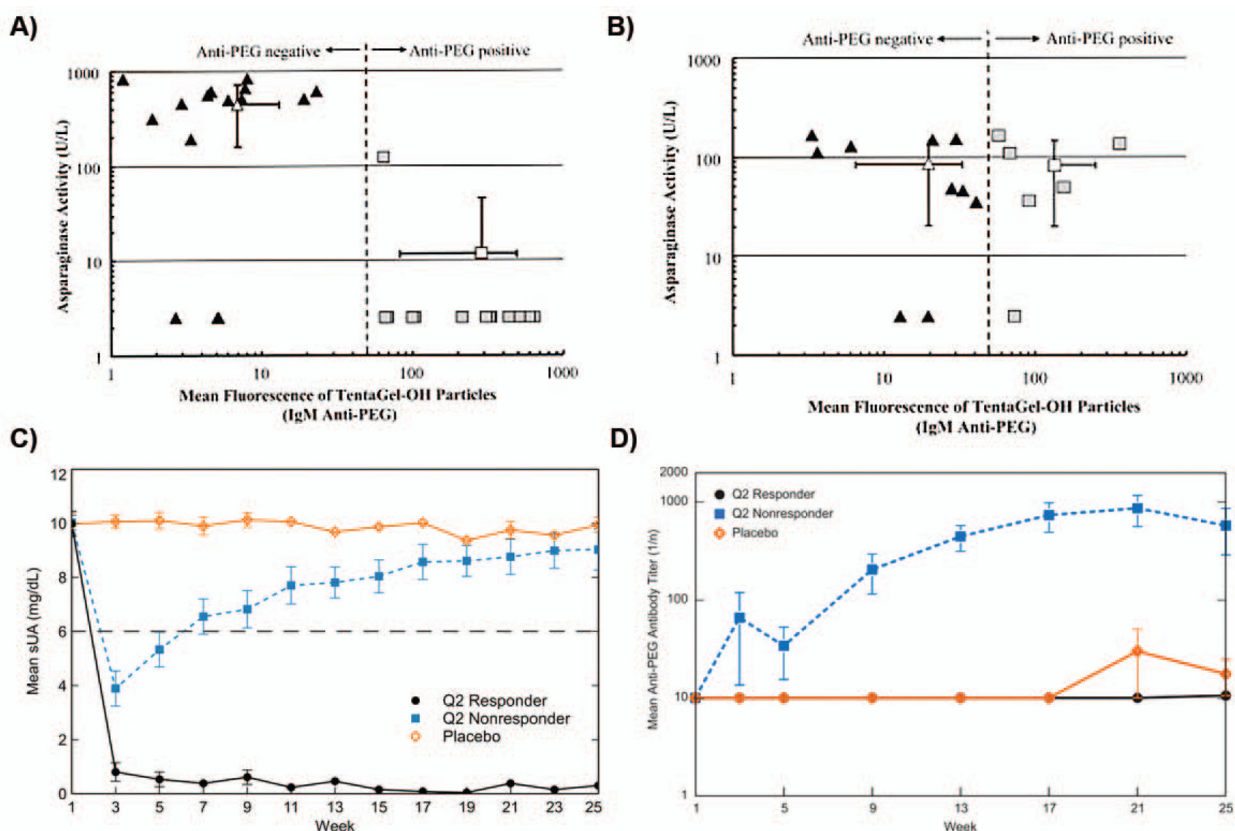 A)
Anti-PEG negative
Anti-PEG positive
1000
100
10
1
Asparaginase Activity (U/L)
1
10
100
1000
Mean Fluorescence of TentaGel-OH Particles
(IgM Anti-PEG)
B)
Anti-PEG negative
Anti-PEG positive
1000
100
10
1
Asparaginase Activity (U/L)
1
10
100
1000
Mean Fluorescence of TentaGel-OH Particles
(IgM Anti-PEG)
C)
12
10
8
6
4
2
0
Mean sUA (mg/dL)
Q2 Responder
Q2 Nonresponder
Placebo
1 3 5 7 9 11 13 15 17 19 21 23 25
Week
D)
2000
1000
100
10
1
Mean Anti-PEG Antibody Titer (1/n)
Q2 Responder
Q2 Nonresponder
Placebo
1 5 9 13 17 21 25
Week